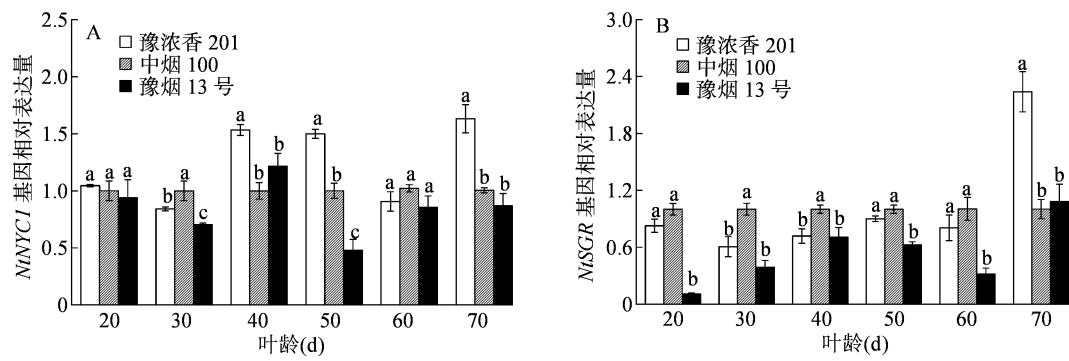 A
豫浓香 201
中烟 100
豫烟 13 号
NtNYC1 基因相对表达量
2.5
2.0
1.5
1.0
0.5
0
a a a
b a c
a b b
a b c
a a a
a b b
20 30 40 50 60 70
叶龄(d)
B
豫浓香 201
中烟 100
豫烟 13 号
NtSGR 基因相对表达量
3.0
2.4
1.8
1.2
0.6
0
a a b
b a b
b a b
a a b
a a b
a b b
20 30 40 50 60 70
叶龄(d)